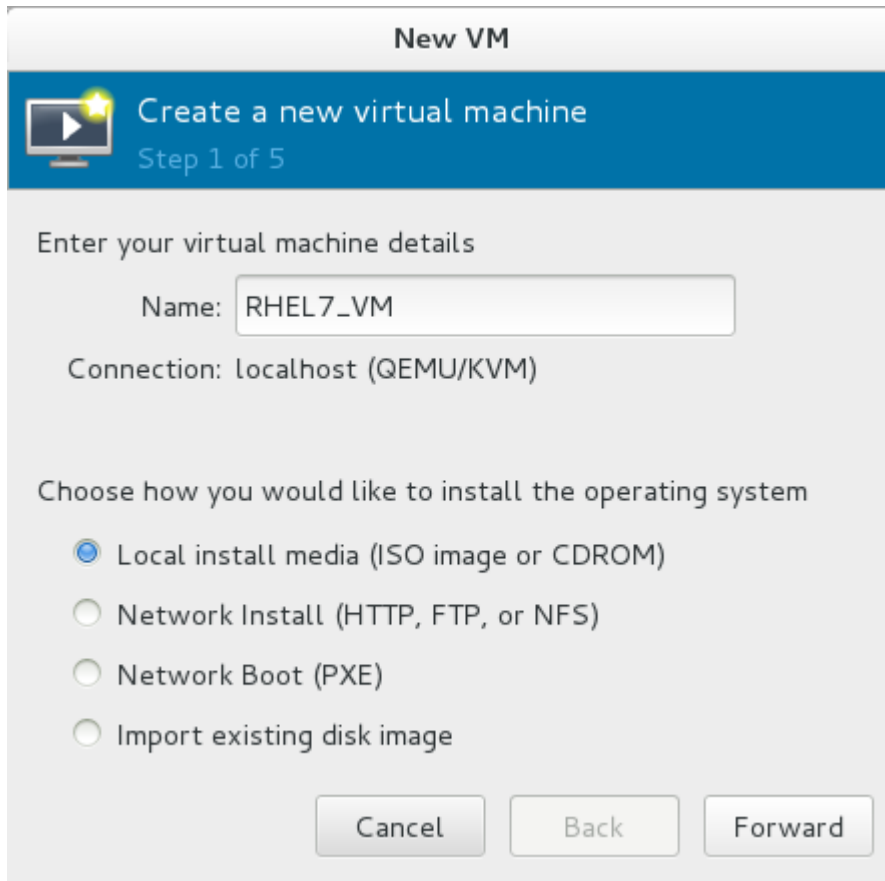 New VM
Create a new virtual machine
Step 1 of 5
Enter your virtual machine details
Name: RHEL7_VM
Connection: localhost (QEMU/KVM)
Choose how you would like to install the operating system
Local install media (ISO image or CDROM)
Network Install (HTTP, FTP, or NFS)
Network Boot (PXE)
Import existing disk image
Cancel Back Forward